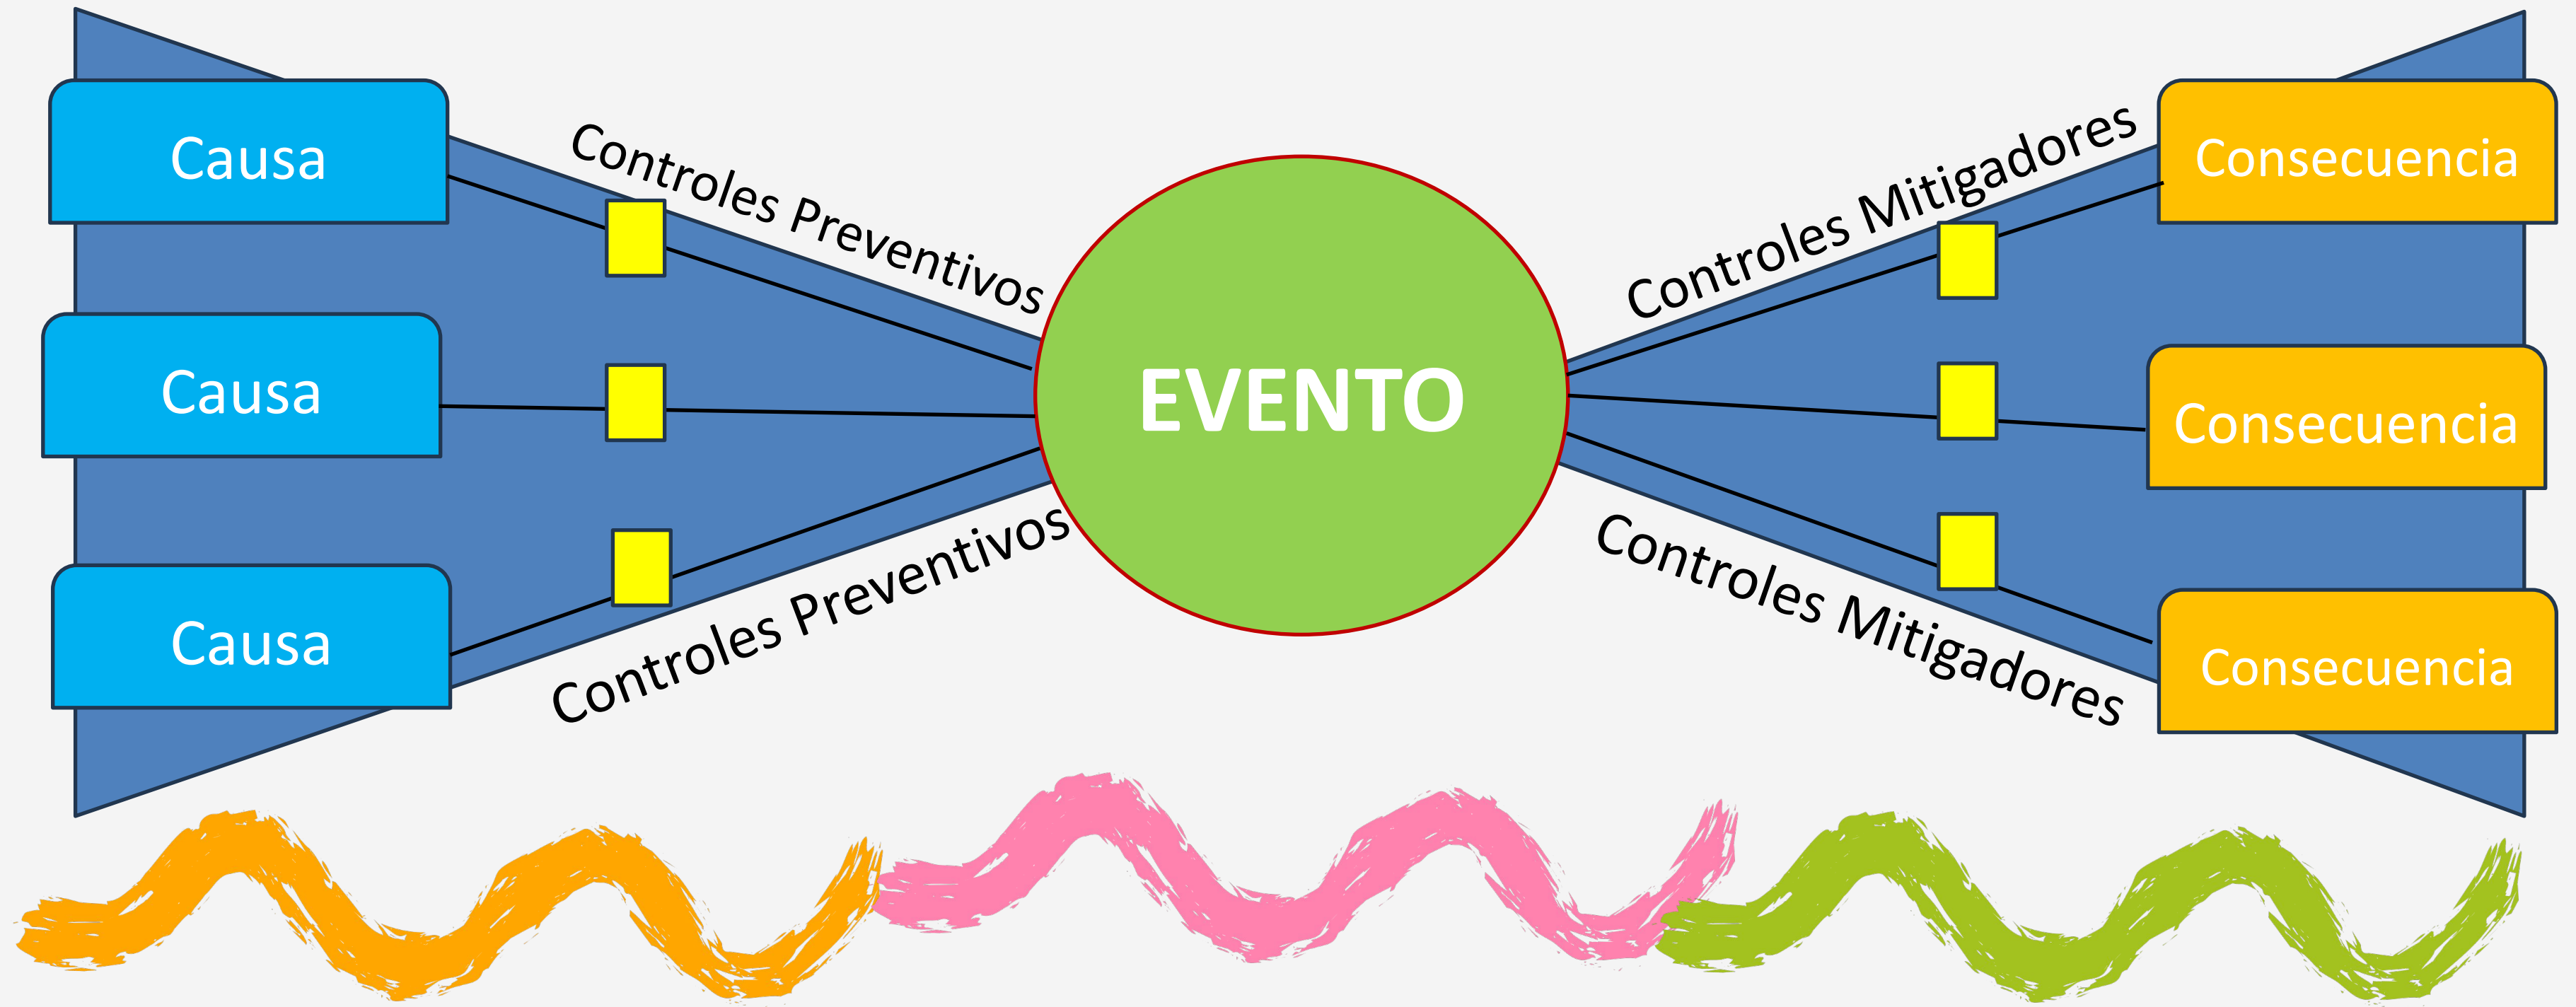 Causa
Controles Preventivos
Controles Mitigadores
Consecuencia
Causa
EVENTO
Consecuencia
Causa
Controles Preventivos
Controles Mitigadores
Consecuencia